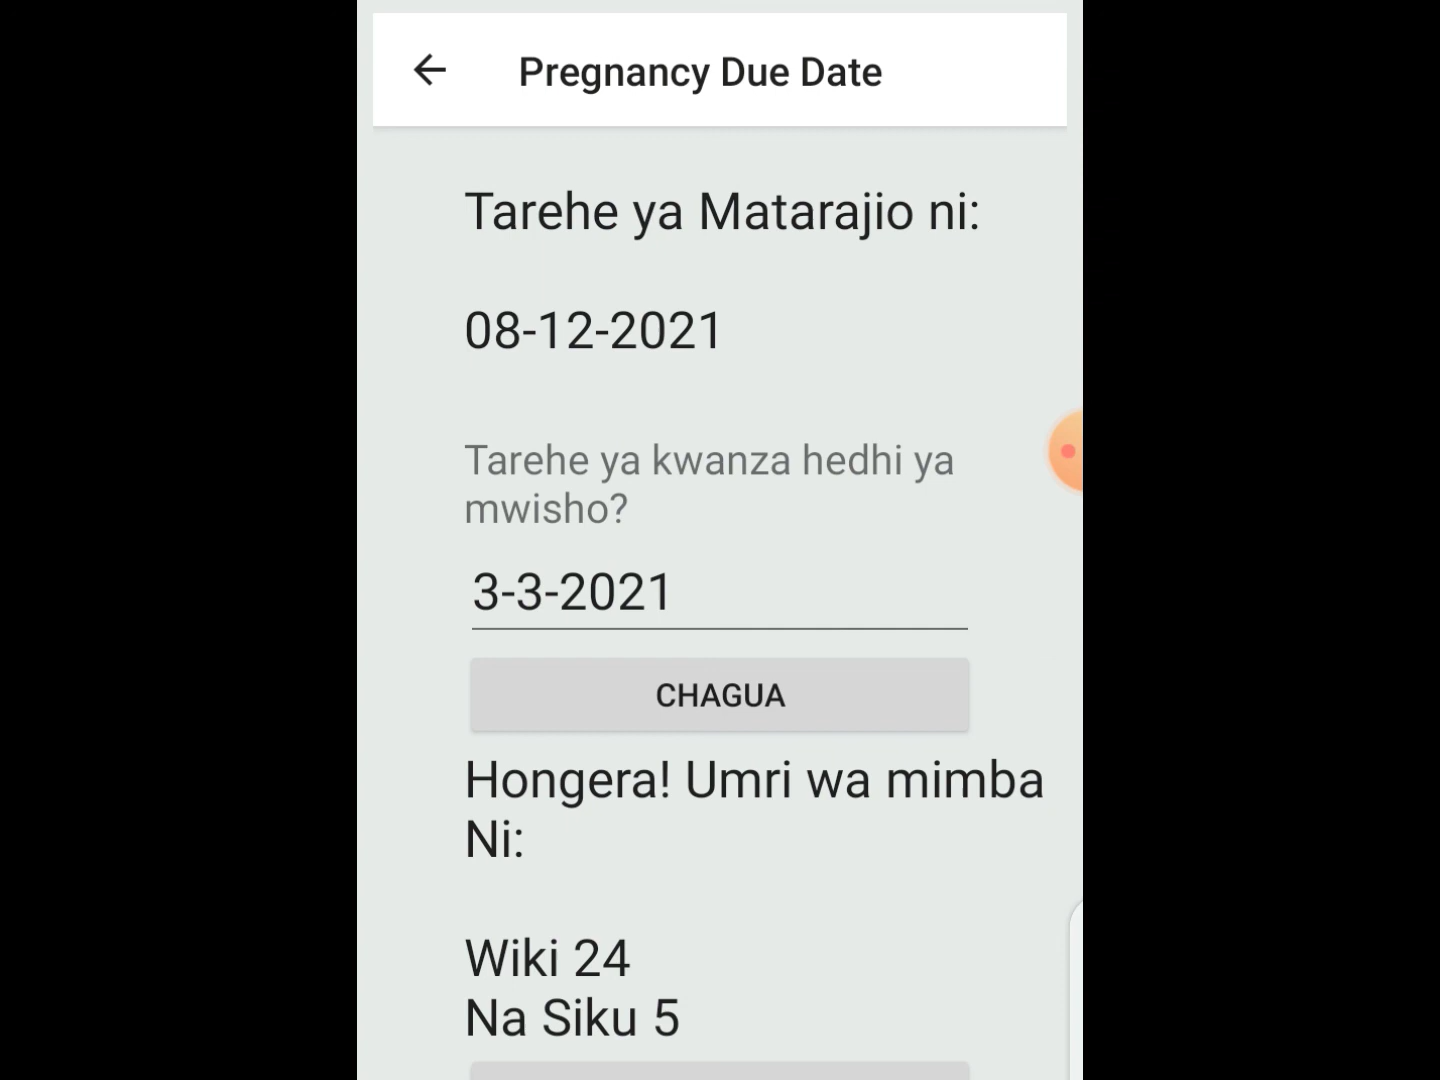 Pregnancy Due Date
Tarehe ya Matarajio ni:
08-12-2021
Tarehe ya kwanza hedhi ya
mwisho?
3-3-2021
CHAGUA
Hongera! Umri wa mimba
Ni:
Wiki 24
Na Siku 5